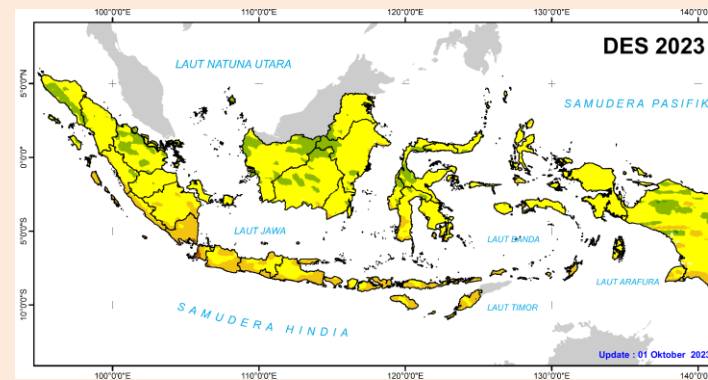 100°0'0"E 110°0'0"E 120°0'0"E 130°0'0"E 140°0'0"
DES 2023
LAUT NATUNA UTARA
5°0'0"N
SAMUDERA PASIFIK
0°0'0"
LAUT JAWA
LAUT BANDA
5°0'0"S
LAUT ARAFURA
10°0'0"S
SAMUDERA HINDIA
LAUT TIMOR
Update : 01 Oktober 2023
100°0'0"E 110°0'0"E 120°0'0"E 130°0'0"E 140°0'0"